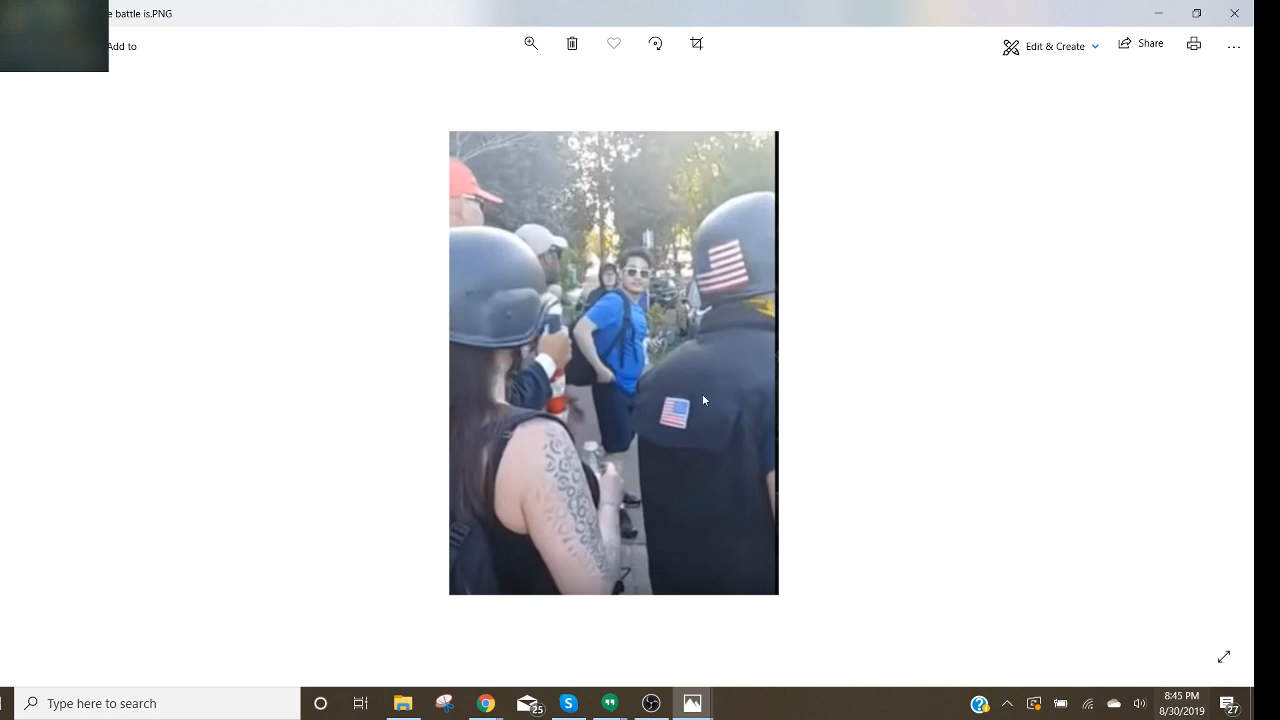 e battle is.PNG
Add to
Edit & Create
Share
Type here to search
25
8:45 PM
8/30/2019
27